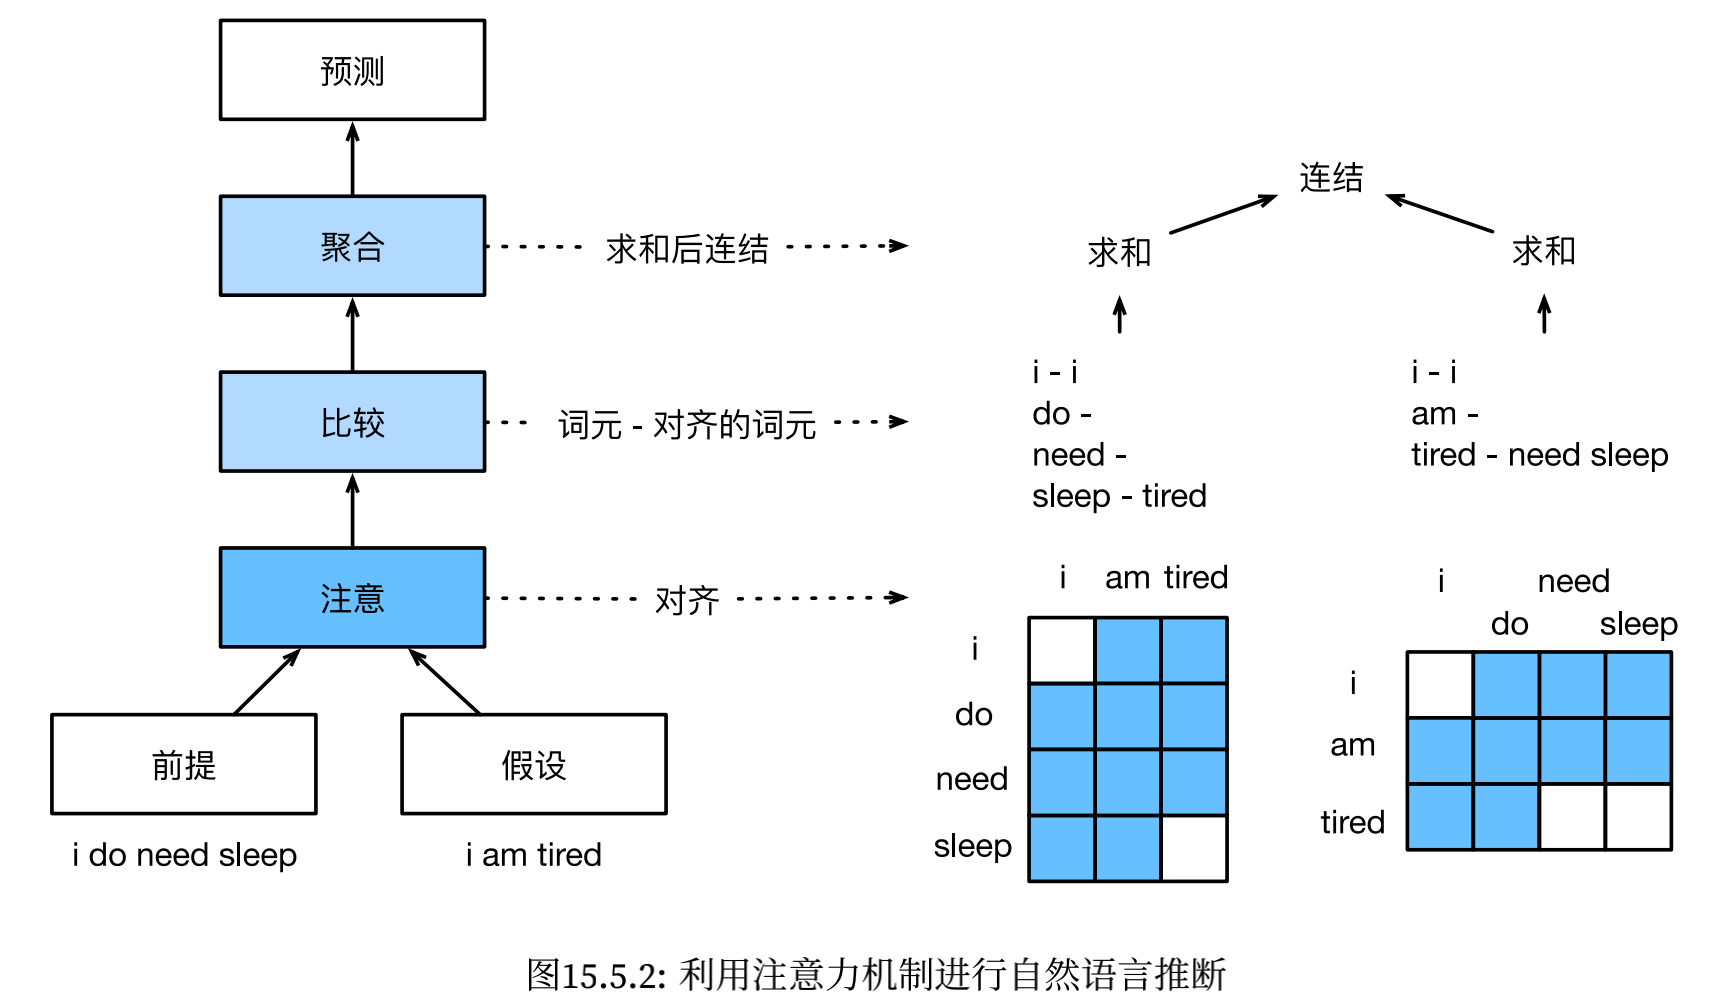 预测
聚合
求和后连结
连结
求和
求和
比较
词元 - 对齐的词元
i - i
do -
need -
sleep - tired
i - i
am -
tired - need sleep
注意
对齐
i am tired
i
do
need
sleep
i need
do sleep
i
am
tired
前提
假设
i do need sleep
i am tired
图15.5.2: 利用注意力机制进行自然语言推断